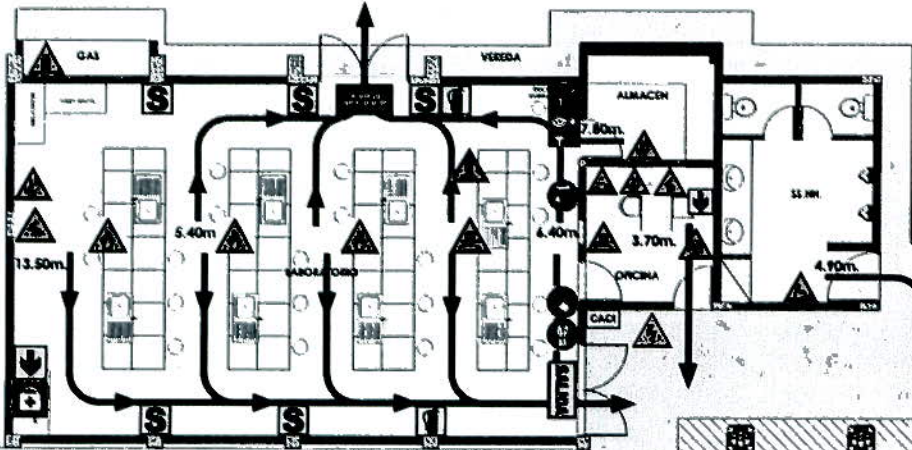 GAS
VEREDA
ALMACEN
S
S
S
7.80m.
SS.HH.
5.40m
6.40m
3.70m.
13.50m.
LABORATORIO
OFICINA
4.90m.
CACI
SALIDA
S
S